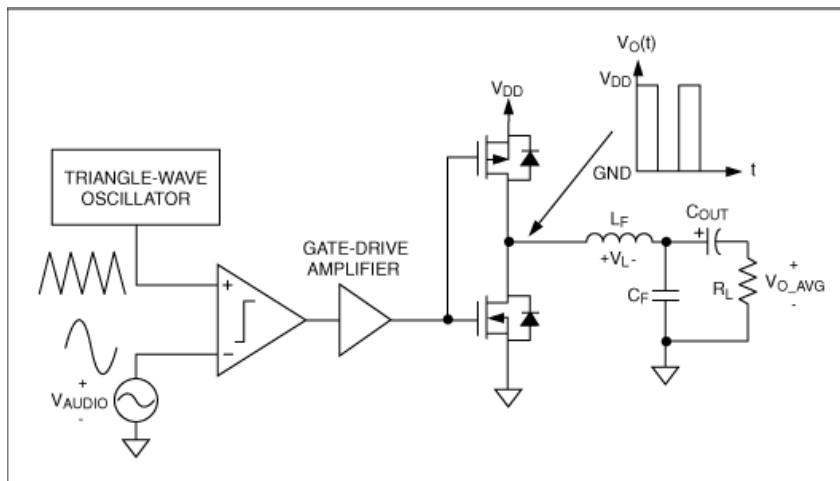 VO(t)
VDD
VDD
GND
t
TRIANGLE-WAVE
OSCILLATOR
GATE-DRIVE
AMPLIFIER
LF
COUT
+
+VL-
+
CF
RL
VO_AVG
-
+
-
+
VAUDIO
-